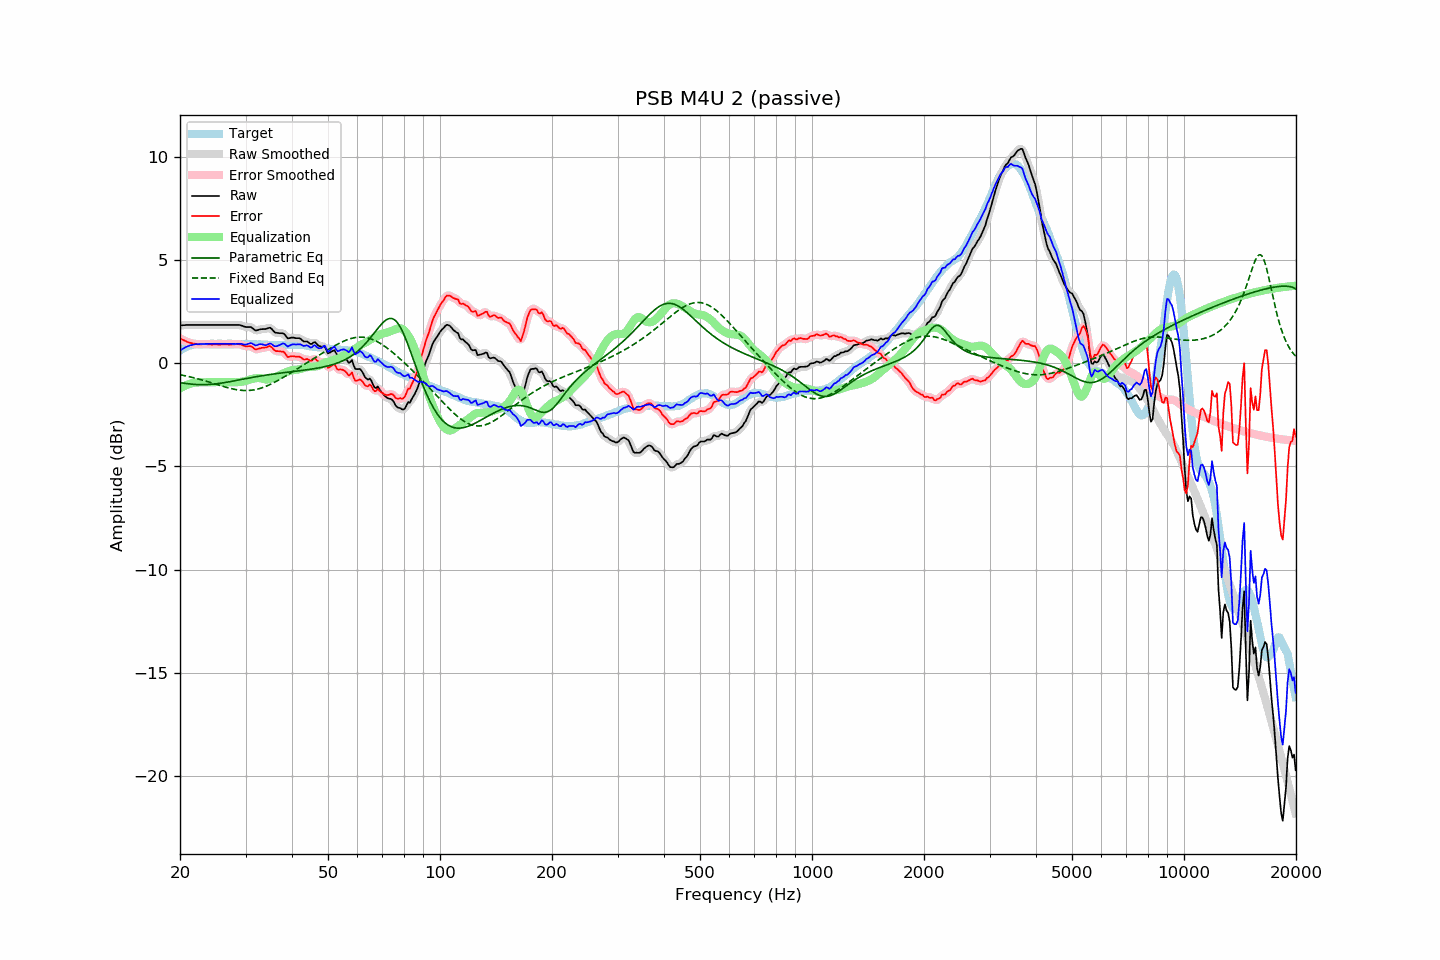 PSB M4U 2 (passive)
Target
Raw Smoothed
Error Smoothed
Raw
Error
Equalization
Parametric Eq
Fixed Band Eq
Equalized
10
5
0
−5
−10
−15
−20
Amplitude (dBr)
20 50 100 200 500 1000 2000 5000 10000 20000
Frequency (Hz)